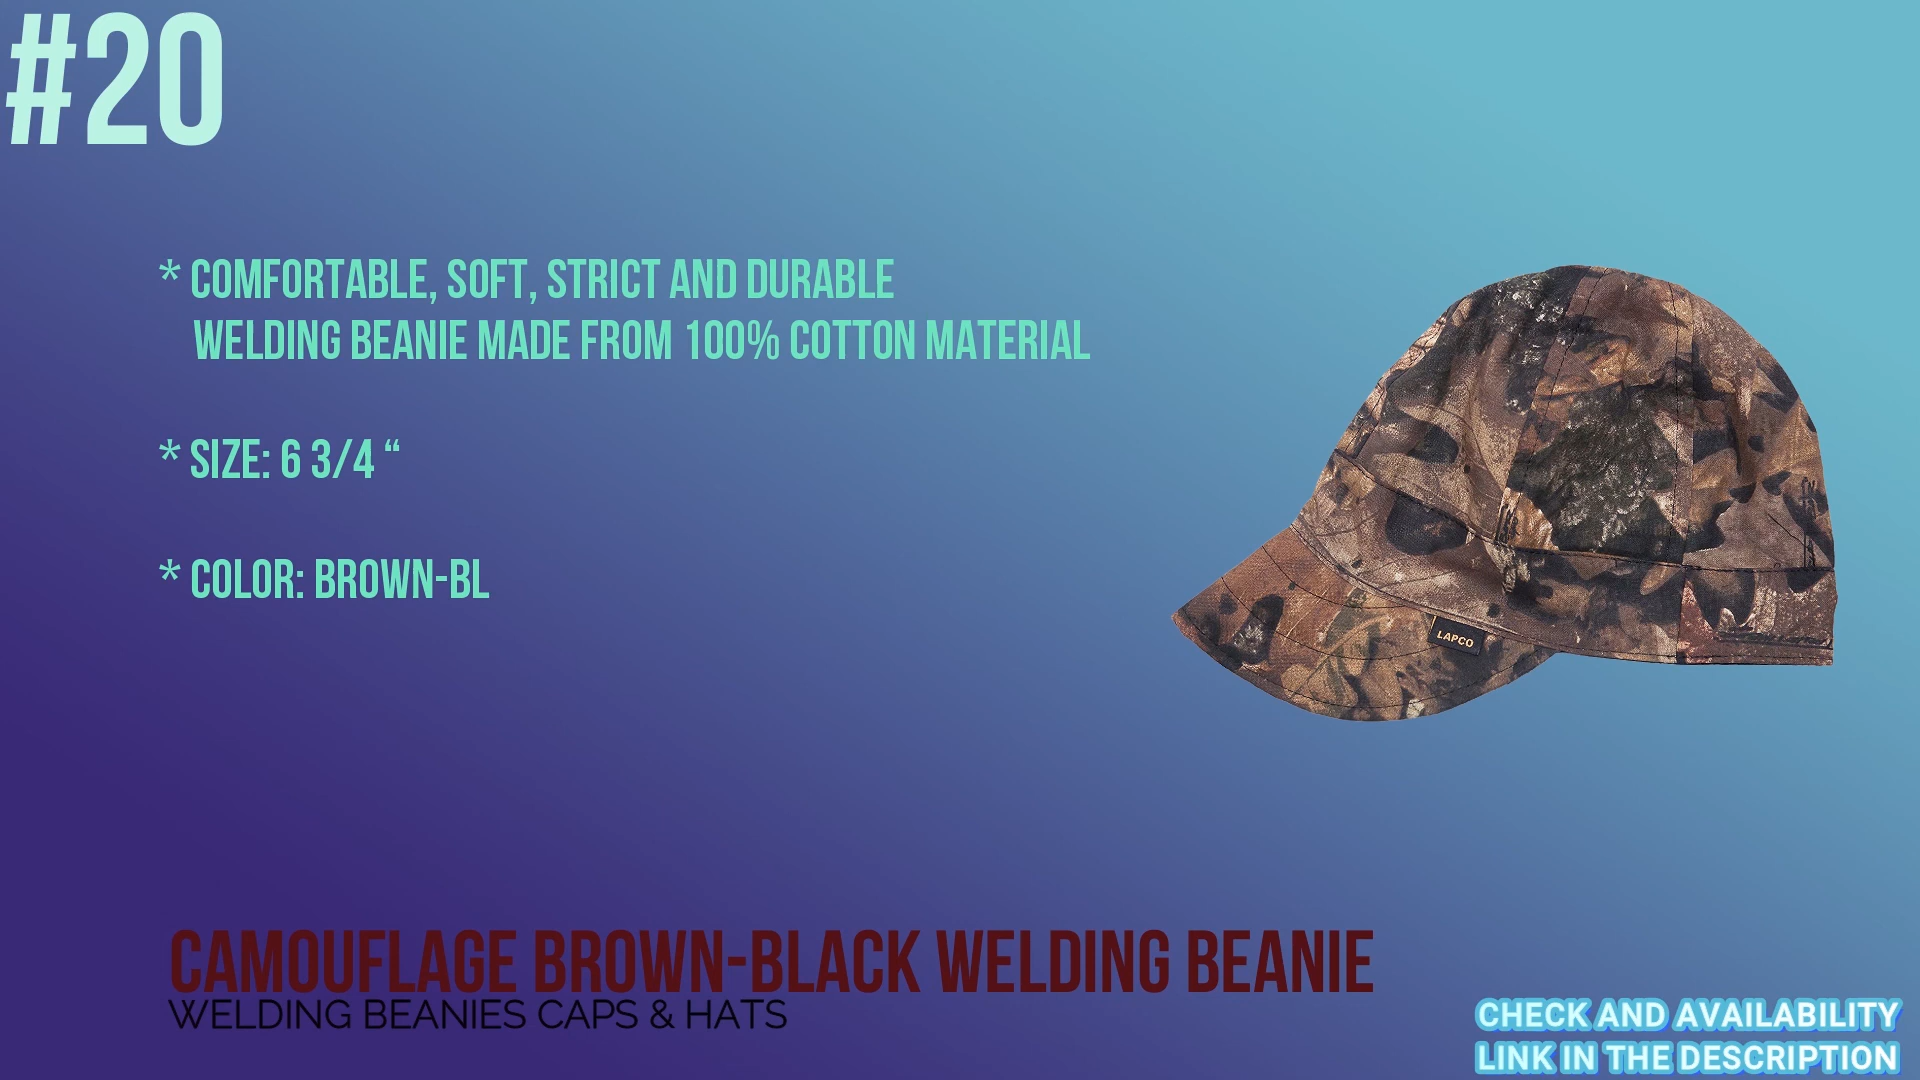 #20
* COMFORTABLE, SOFT, STRICT AND DURABLE
WELDING BEANIE MADE FROM 100% COTTON MATERIAL
* SIZE: 6 3/4 “
* COLOR: BROWN-BL
LAPCO
CAMOUFLAGE BROWN-BLACK WELDING BEANIE
WELDING BEANIES CAPS & HATS
CHECK AND AVAILABILITY
LINK IN THE DESCRIPTION